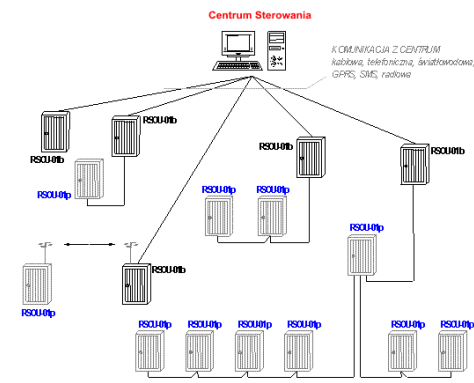 Centrum Sterowania
KOMUNIKACJA Z CENTRUM
kablowa, telefoniczna, światłowodowa,
GPRS, SMS, radiowa
RSOU-01b
RSOU-01b
RSOU-01b
RSOU-01b
RSOU-01p
RSOU-01p
RSOU-01p
RSOU-01p
RSOU-01b
RSOU-01p
RSOU-01p
RSOU-01p
RSOU-01p
RSOU-01p
RSOU-01p
RSOU-01p